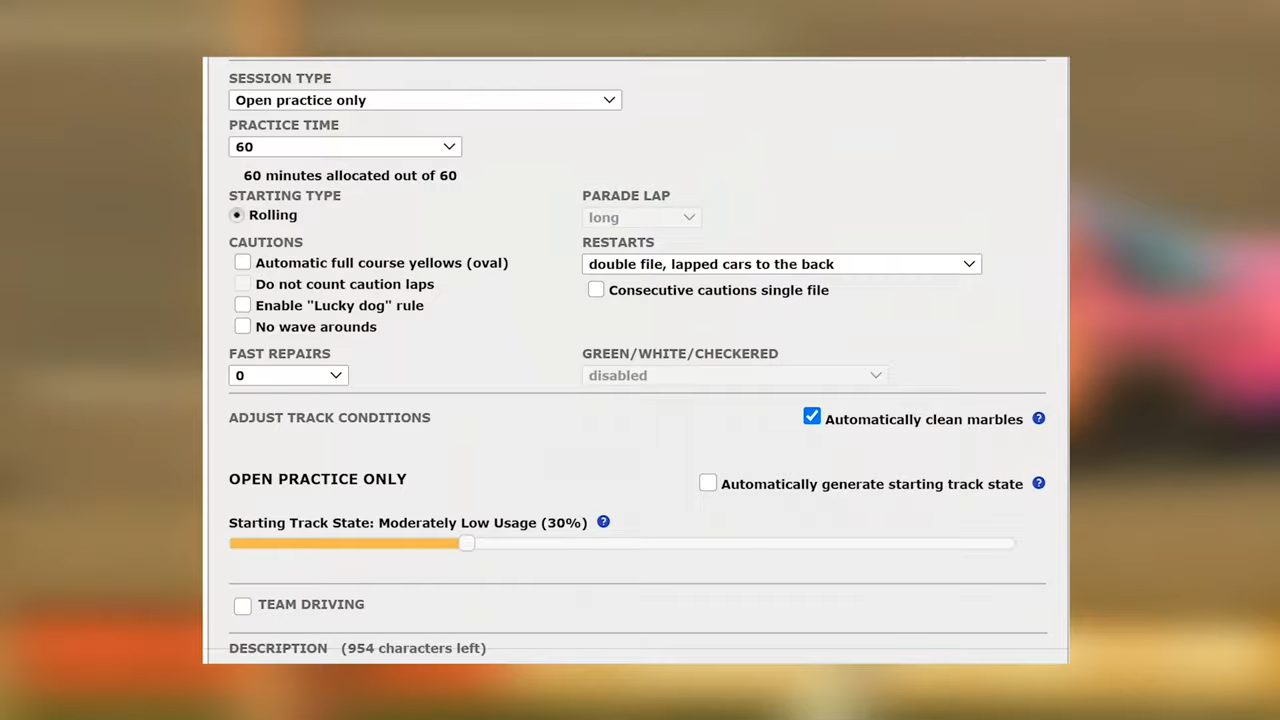 SESSION TYPE
Open practice only
PRACTICE TIME
60
60 minutes allocated out of 60
STARTING TYPE
Rolling
PARADE LAP
long
CAUTIONS
Automatic full course yellows (oval)
Do not count caution laps
Enable "Lucky dog" rule
No wave arounds
RESTARTS
double file, lapped cars to the back
Consecutive cautions single file
FAST REPAIRS
0
GREEN/WHITE/CHECKERED
disabled
ADJUST TRACK CONDITIONS
Automatically clean marbles ?
OPEN PRACTICE ONLY
Automatically generate starting track state ?
Starting Track State: Moderately Low Usage (30%) ?
TEAM DRIVING
DESCRIPTION (954 characters left)